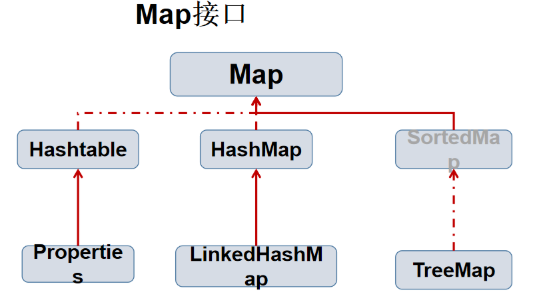 Map接口
Map
Hashtable
HashMap
SortedMa
p
Propertie
s
LinkedHashM
ap
TreeMap